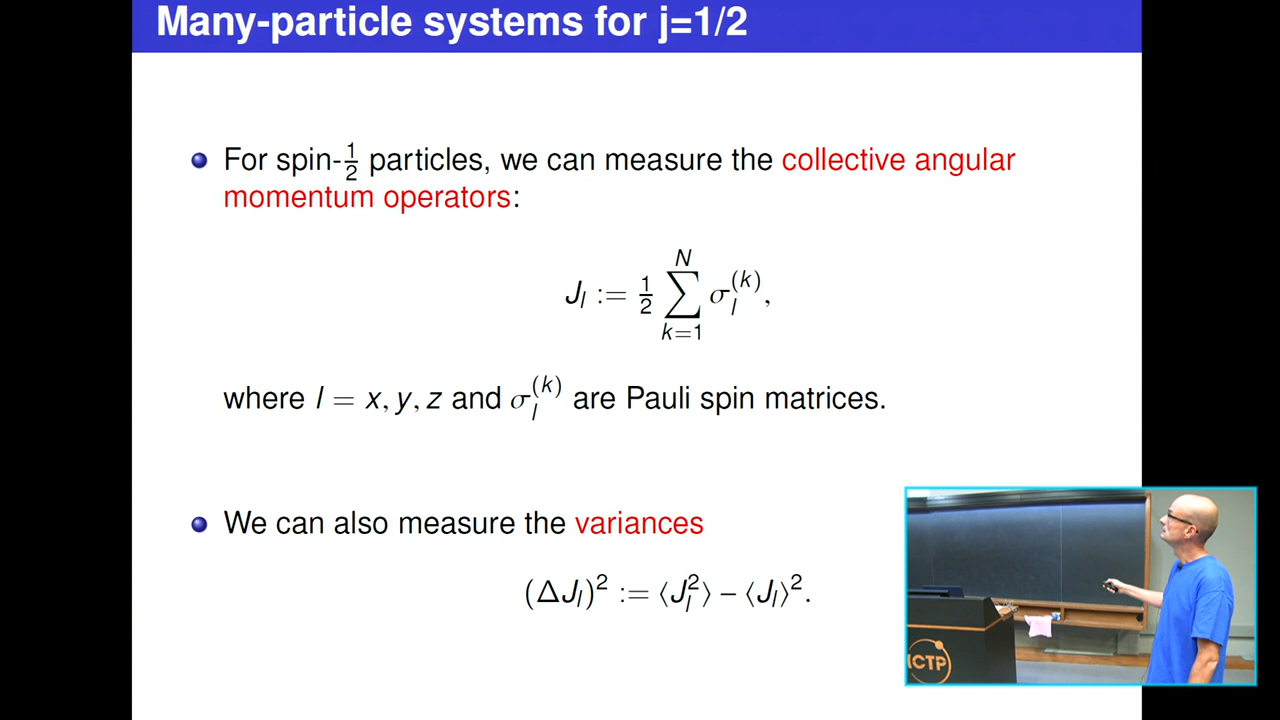 Many-particle systems for j=1/2
For spin-½ particles, we can measure the collective angular
momentum operators:
J_l := ½ ∑_{k=1}^{N} σ_l^{(k)},
where l = x, y, z and σ_l^{(k)} are Pauli spin matrices.
We can also measure the variances
(ΔJ_l)² := ⟨J_l²⟩ – ⟨J_l⟩².
ICTP